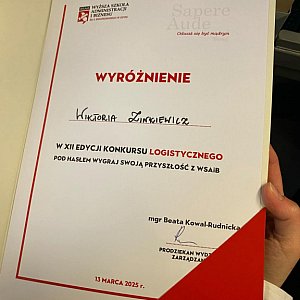 WYŻSZA SZKOŁA
ADMINISTRACJI
I BIZNESU
Sapere
Aude
Odważ się być mądrym
WYRÓŻNIENIE
WIKTORIA ZINKIEWICZ
W XII EDYCJI KONKURSU LOGISTYCZNEGO
POD HASŁEM WYGRAJ SWOJĄ PRZYSZŁOŚĆ Z WSAIB
mgr Beata Kowal-Rudnicka
PRODZIEKAN
13 MARCA 2025 r.